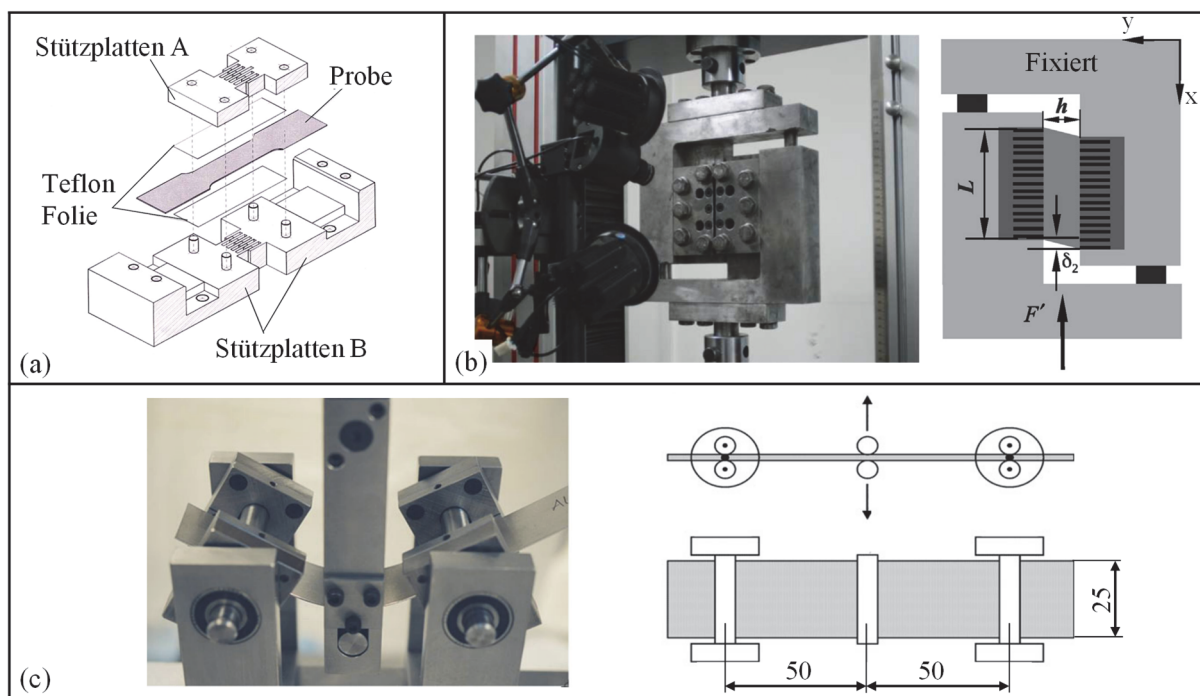 (a)
Stützplatten A
Probe
Teflon
Folie
Stützplatten B
(b)
y
x
Fixiert
h
L
δ₂
F′
(c)
25
50
50